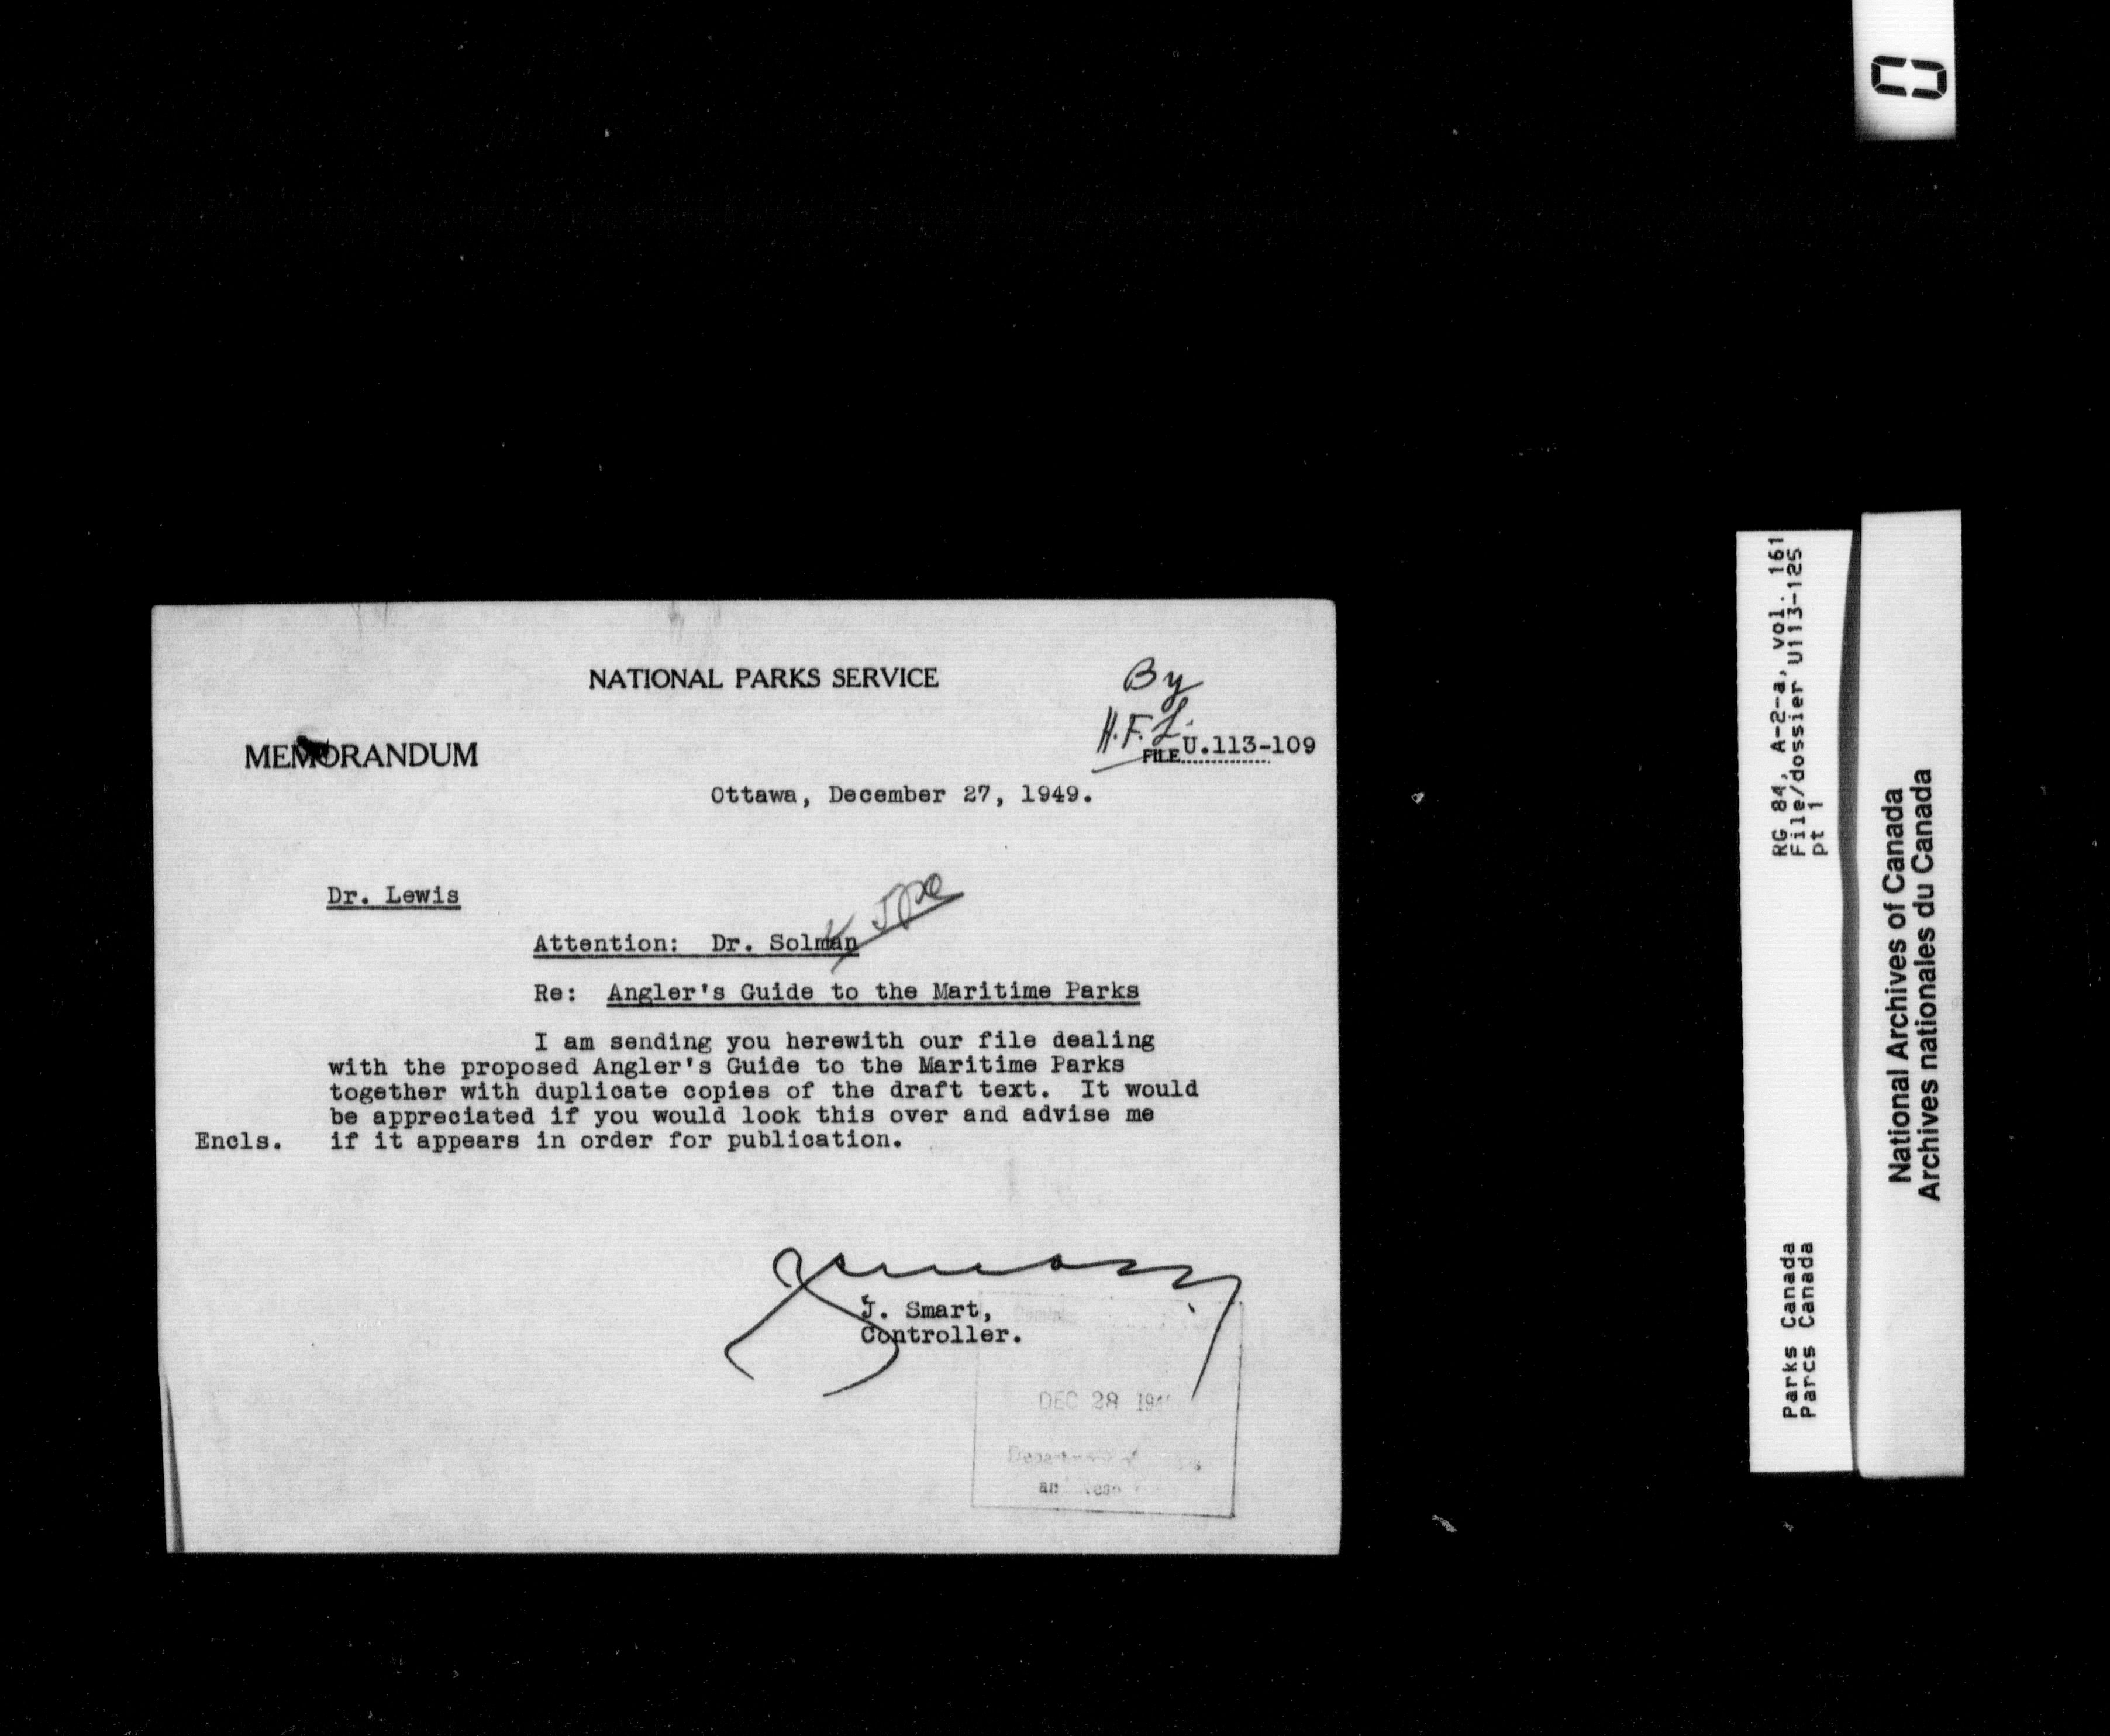 NATIONAL PARKS SERVICE
By
H.F.L.
MEMORANDUM
FILE U.113-109
Ottawa, December 27, 1949.
Dr. Lewis
Attention: Dr. Solman
Re: Angler's Guide to the Maritime Parks
I am sending you herewith our file dealing
with the proposed Angler's Guide to the Maritime Parks
together with duplicate copies of the draft text. It would
be appreciated if you would look this over and advise me
Encls. if it appears in order for publication.
J. Smart,
Controller.
DEC 28
RG 84, A-2-a, vol. 161
File/dossier U113-125
pt 1
Parks Canada
Parcs Canada
National Archives of Canada
Archives nationales du Canada